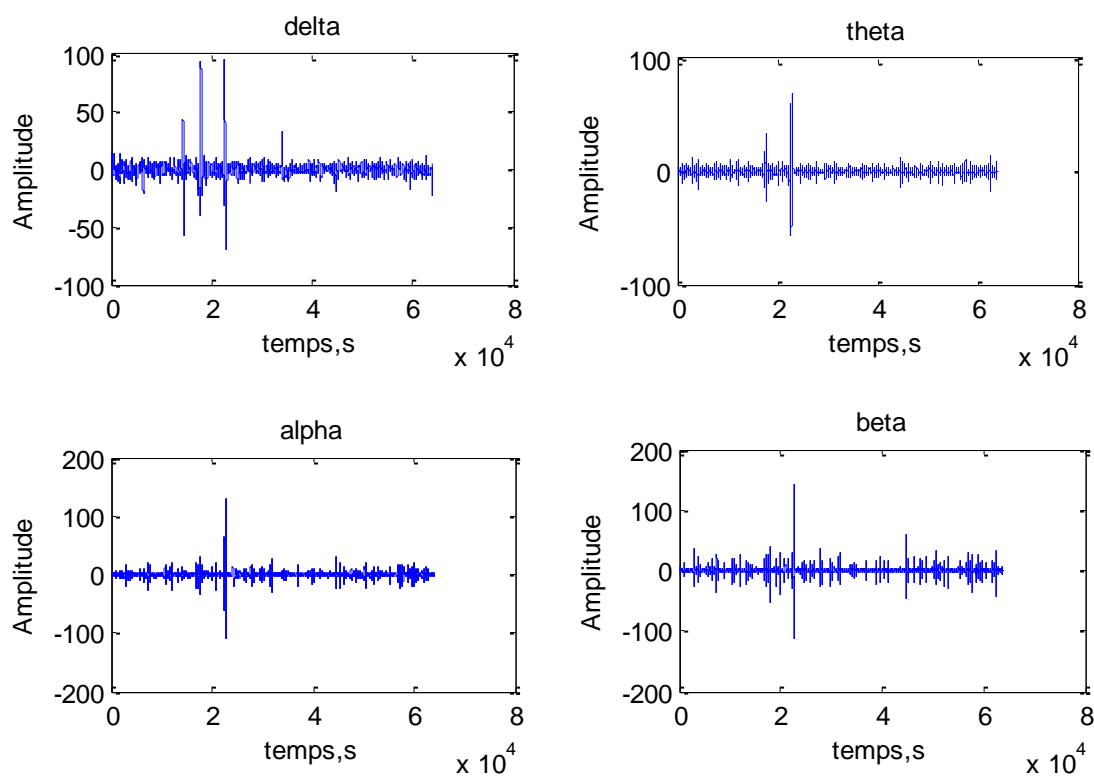 delta
100
50
0
-50
-100
Amplitude
0 2 4 6 8
temps,s
x 10^4
theta
100
0
-100
Amplitude
0 2 4 6 8
temps,s
x 10^4
alpha
200
100
0
-100
-200
Amplitude
0 2 4 6 8
temps,s
x 10^4
beta
200
100
0
-100
-200
Amplitude
0 2 4 6 8
temps,s
x 10^4